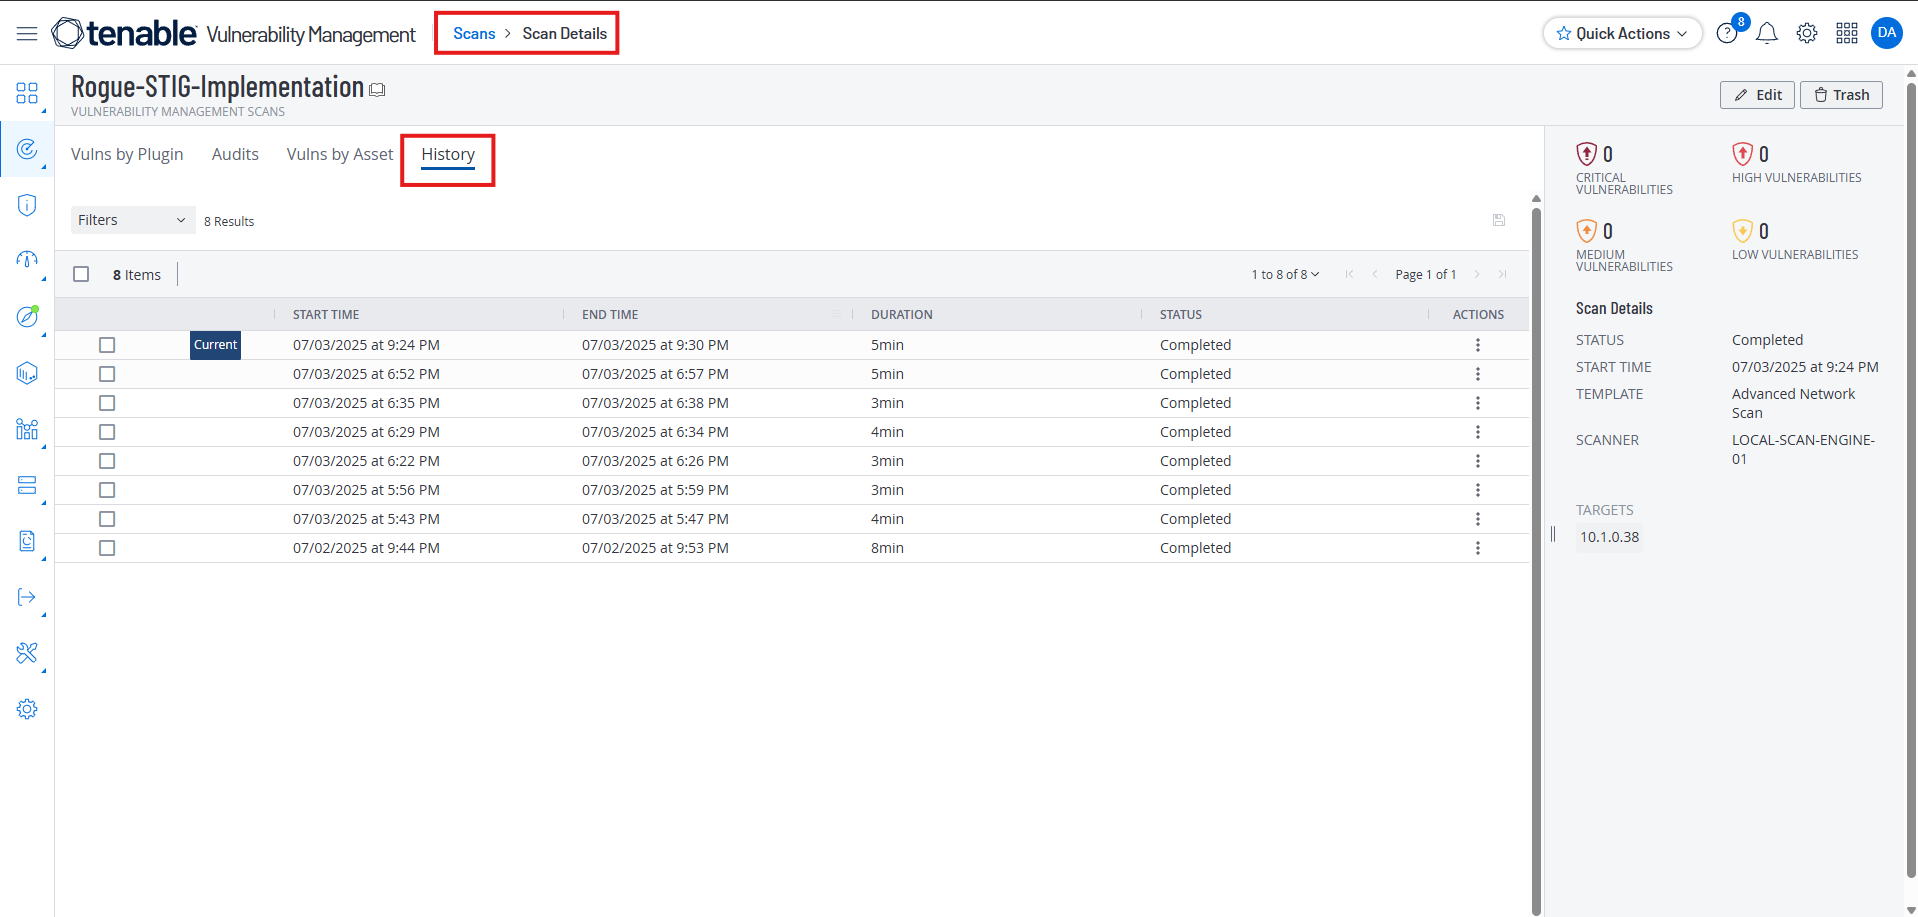 tenable Vulnerability Management
Scans > Scan Details
Quick Actions
8
DA
Rogue-STIG-Implementation
VULNERABILITY MANAGEMENT SCANS
Edit
Trash
Vulns by Plugin Audits Vulns by Asset History
Filters
8 Results
8 Items
1 to 8 of 8
Page 1 of 1
START TIME END TIME DURATION STATUS ACTIONS
Current 07/03/2025 at 9:24 PM 07/03/2025 at 9:30 PM 5min Completed
07/03/2025 at 6:52 PM 07/03/2025 at 6:57 PM 5min Completed
07/03/2025 at 6:35 PM 07/03/2025 at 6:38 PM 3min Completed
07/03/2025 at 6:29 PM 07/03/2025 at 6:34 PM 4min Completed
07/03/2025 at 6:22 PM 07/03/2025 at 6:26 PM 3min Completed
07/03/2025 at 5:56 PM 07/03/2025 at 5:59 PM 3min Completed
07/03/2025 at 5:43 PM 07/03/2025 at 5:47 PM 4min Completed
07/02/2025 at 9:44 PM 07/02/2025 at 9:53 PM 8min Completed
0
CRITICAL
VULNERABILITIES
0
HIGH VULNERABILITIES
0
MEDIUM
VULNERABILITIES
0
LOW VULNERABILITIES
Scan Details
STATUS Completed
START TIME 07/03/2025 at 9:24 PM
TEMPLATE Advanced Network
Scan
SCANNER LOCAL-SCAN-ENGINE-
01
TARGETS
10.1.0.38